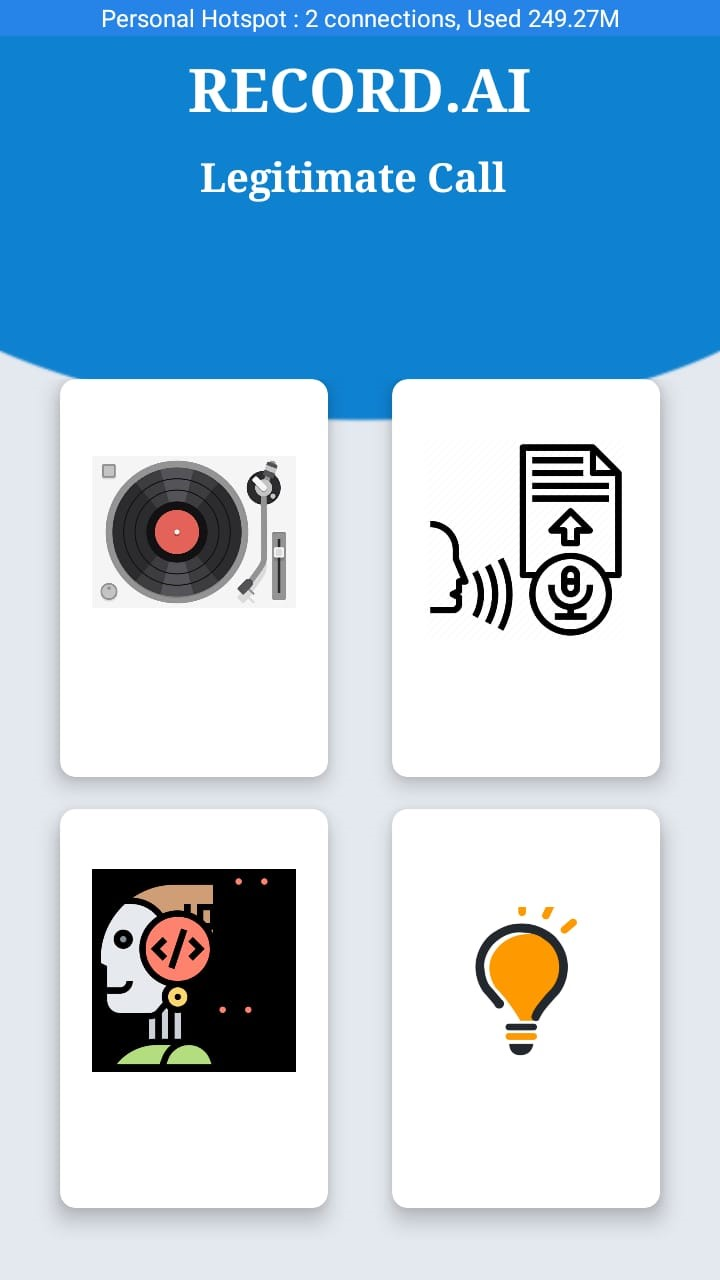 Personal Hotspot : 2 connections, Used 249.27M
RECORD.AI
Legitimate Call